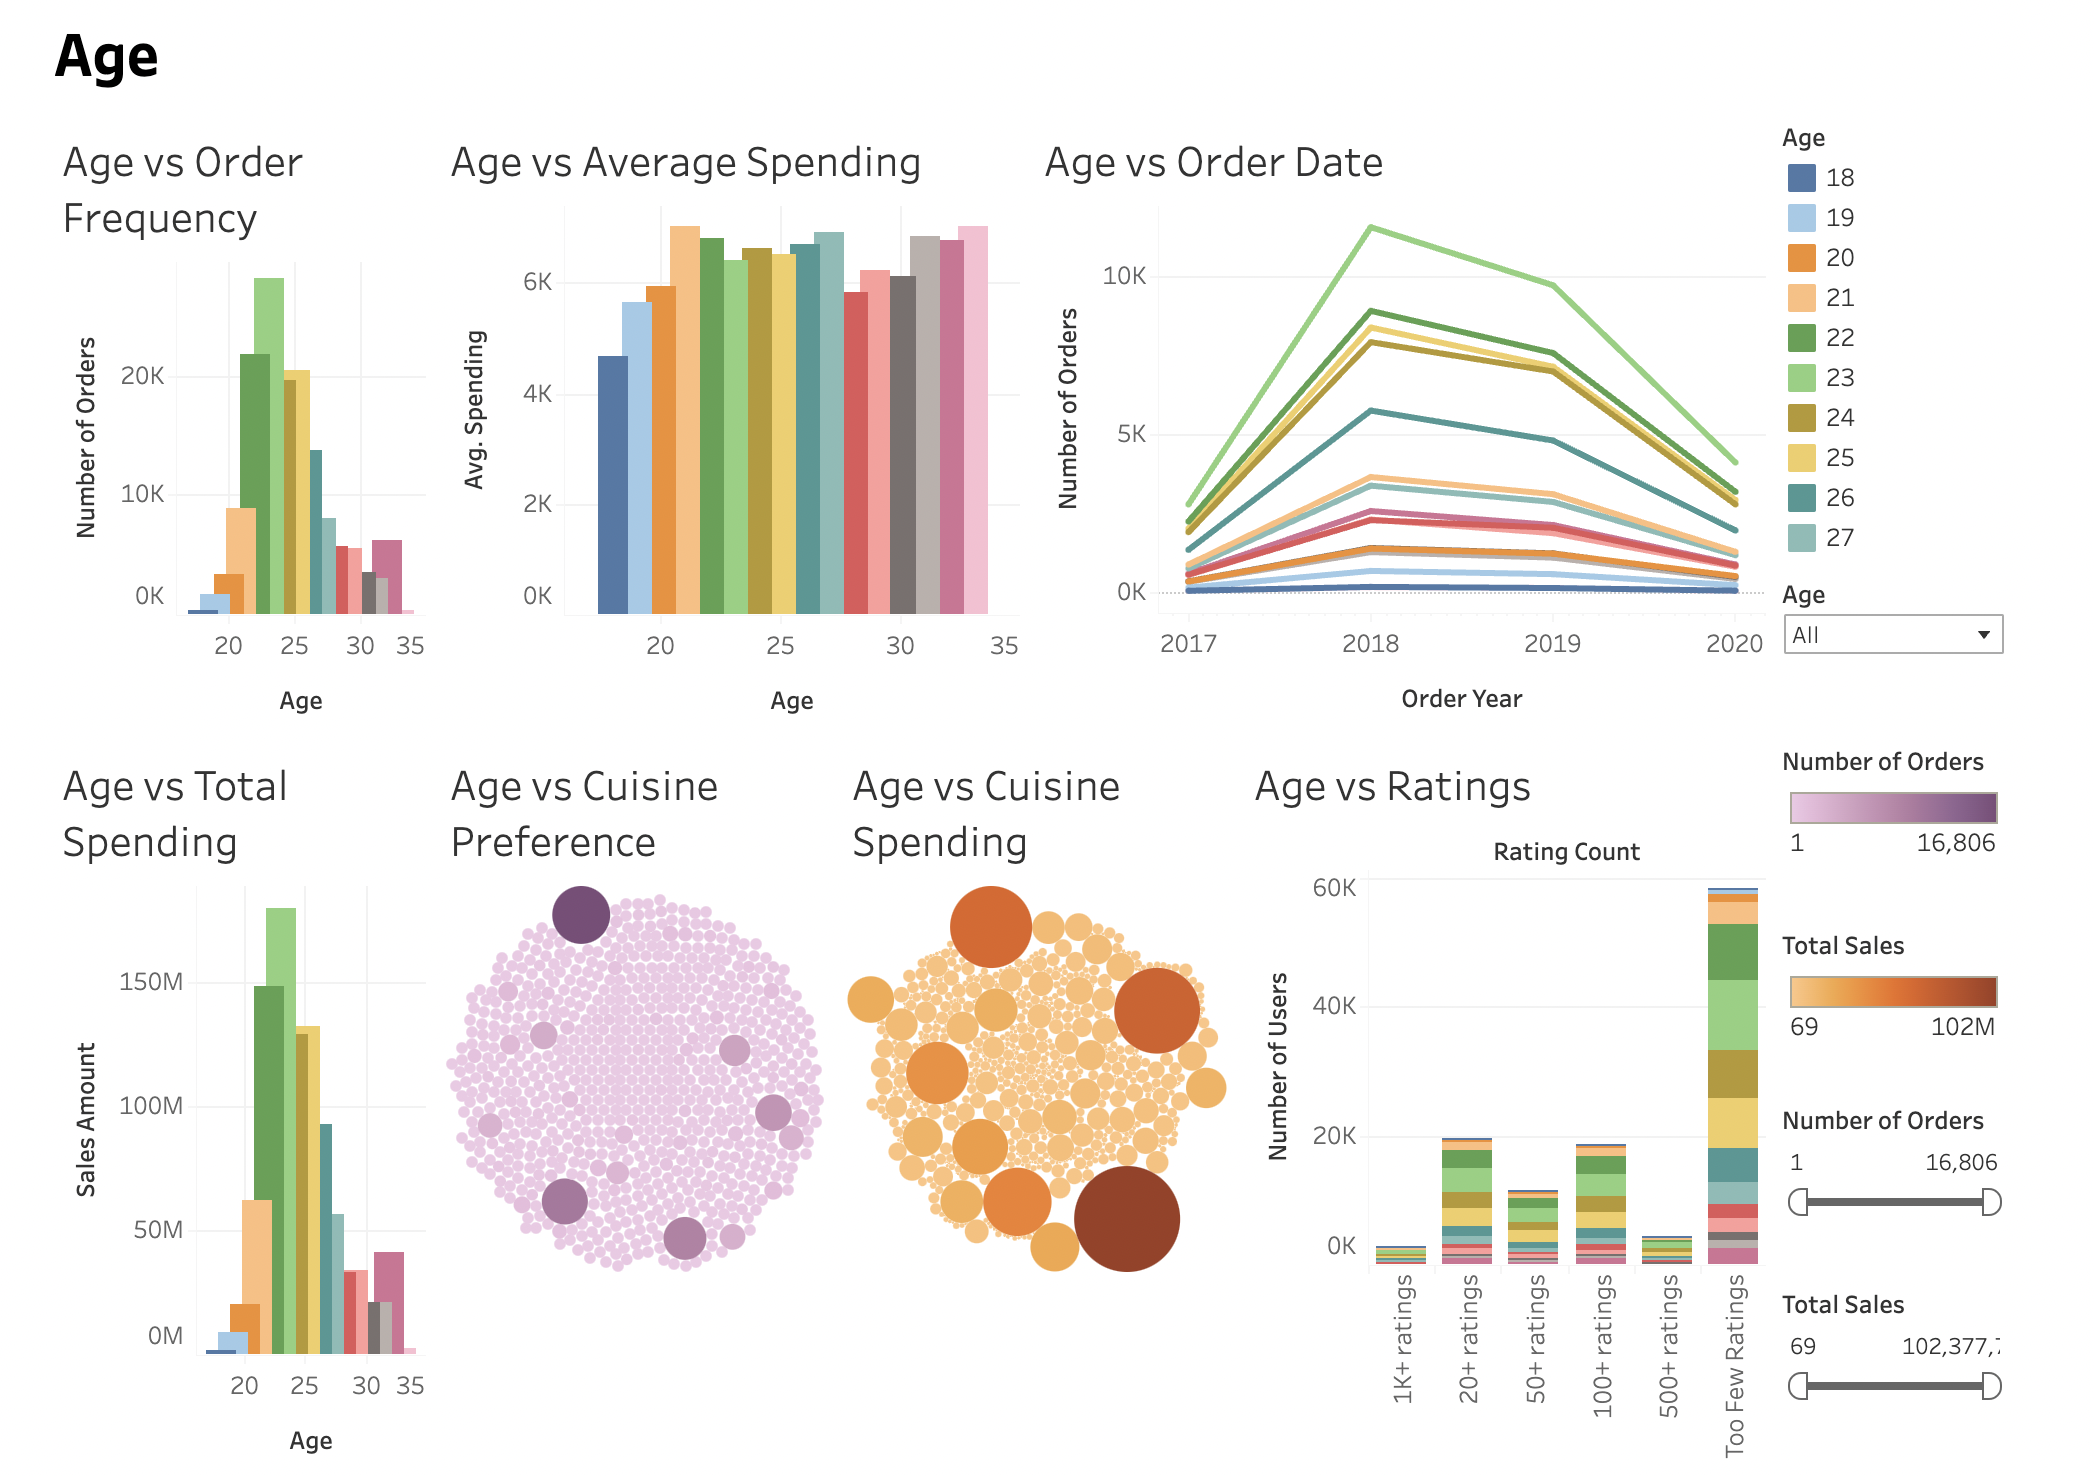 Age
Age vs Order
Frequency
Number of Orders
20K
10K
0K
20
25
30
35
Age
Age vs Average Spending
Avg. Spending
6K
4K
2K
0K
20
25
30
35
Age
Age vs Order Date
Number of Orders
10K
5K
0K
2017
2018
2019
2020
Order Year
Age
18
19
20
21
22
23
24
25
26
27
Age
All
Age vs Total
Spending
Sales Amount
150M
100M
50M
0M
20
25
30
35
Age
Age vs Cuisine
Preference
Age vs Cuisine
Spending
Age vs Ratings
Rating Count
Number of Users
60K
40K
20K
0K
1K+ ratings
20+ ratings
50+ ratings
100+ ratings
500+ ratings
Too Few Ratings
Number of Orders
1
16,806
Total Sales
69
102M
Number of Orders
1
16,806
Total Sales
69
102,377,